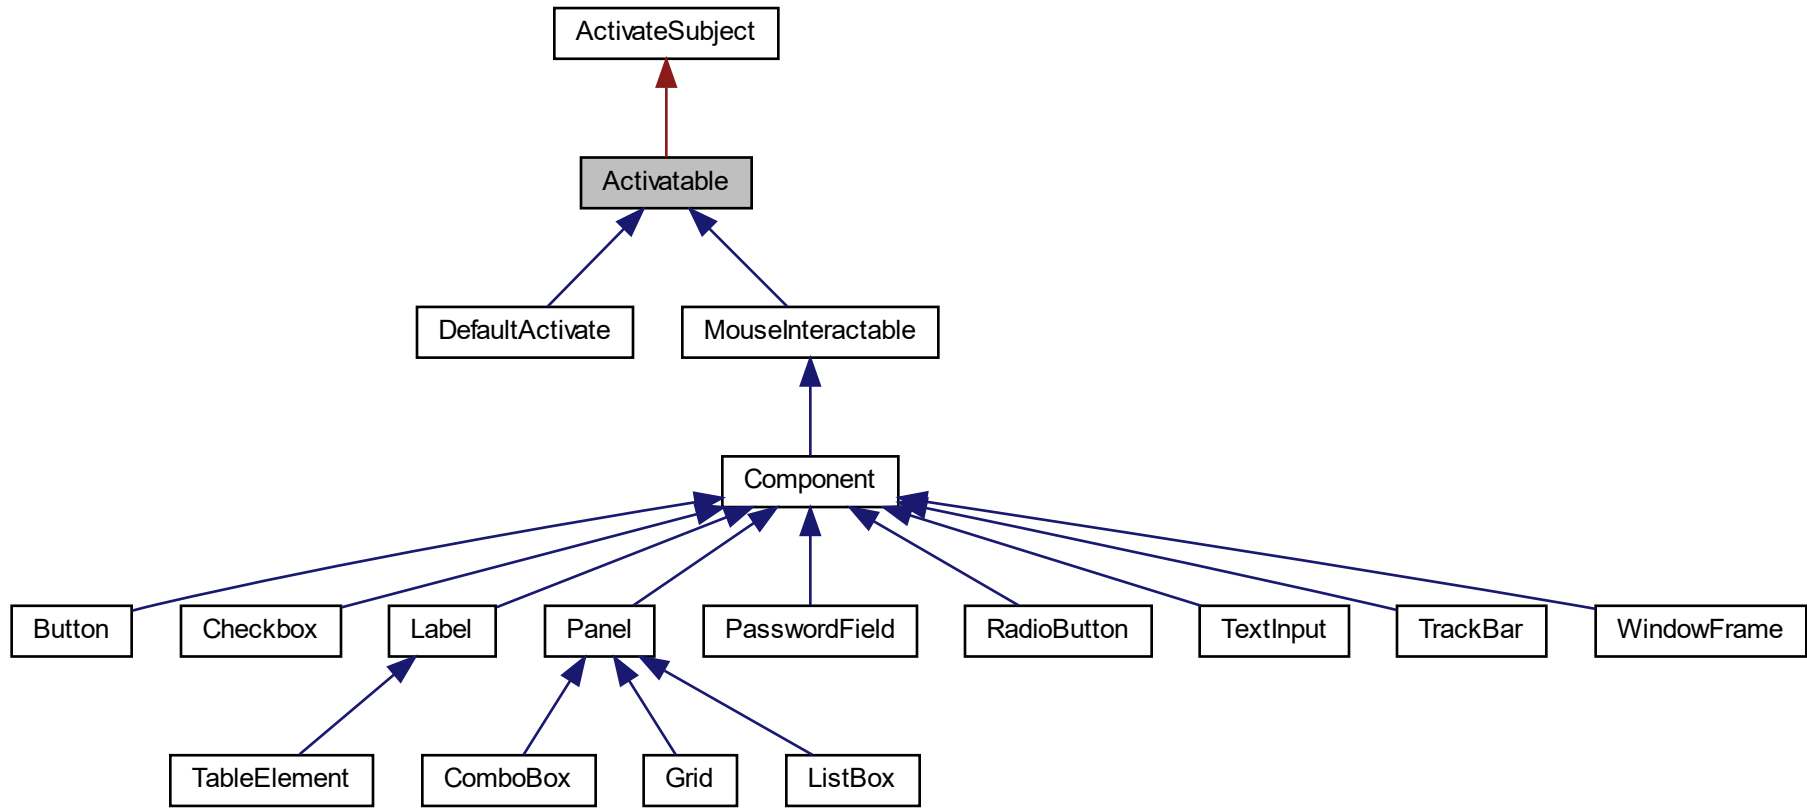 ActivateSubject
Activatable
DefaultActivate
MouseInteractable
Component
Button
Checkbox
Label
Panel
PasswordField
RadioButton
TextInput
TrackBar
WindowFrame
TableElement
ComboBox
Grid
ListBox